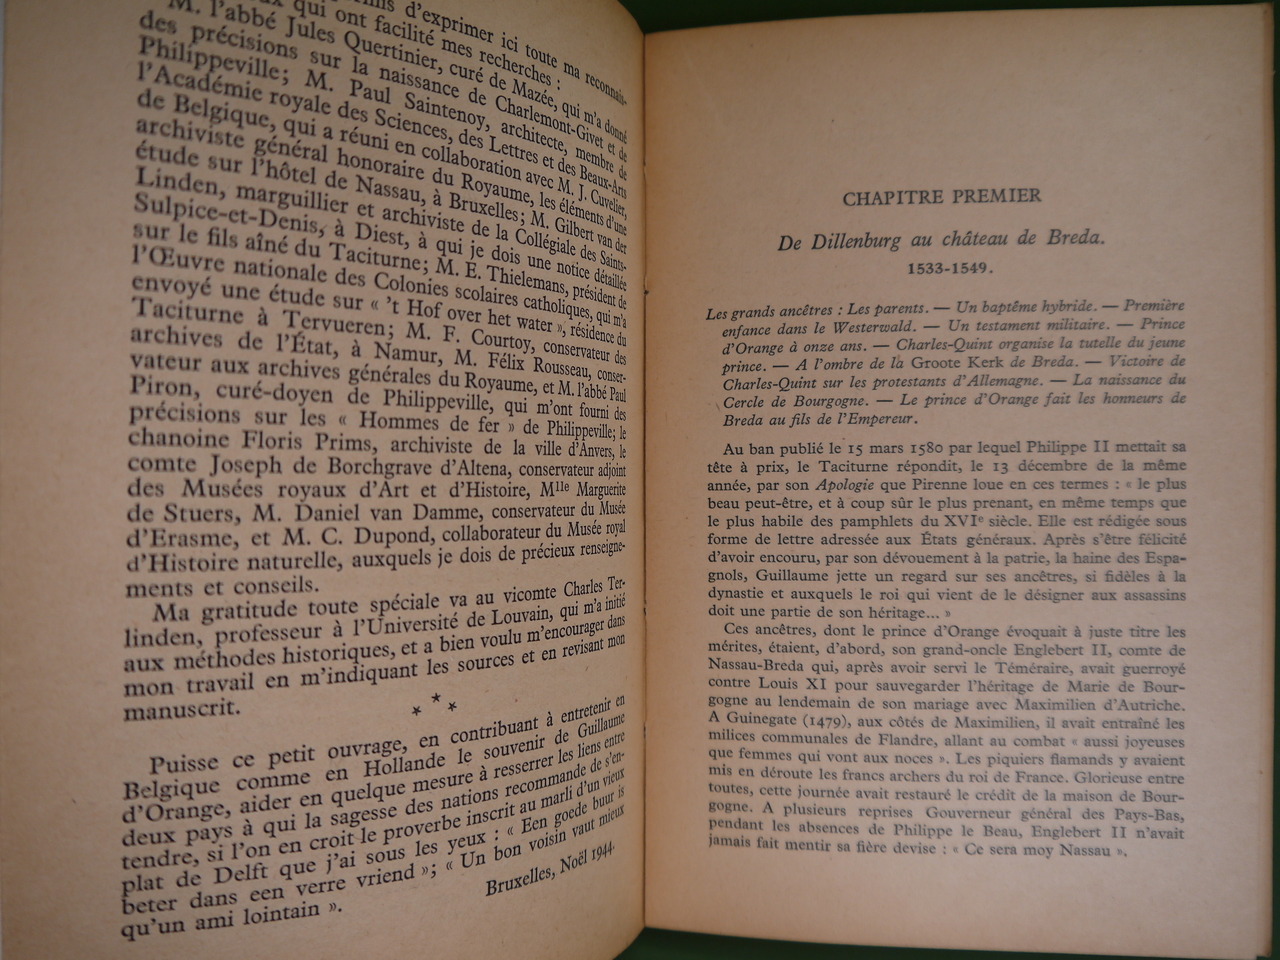 d'exprimer ici toute ma reconnais-
qui ont facilité mes recherches :
M. l'abbé Jules Quertinier, curé de Mazée, qui m'a donné
des précisions sur la naissance de Charlemont-Givet et de
Philippeville; M. Paul Saintenoy, architecte, membre de
l'Académie royale des Sciences, des Lettres et des Beaux-Arts
de Belgique, qui a réuni en collaboration avec M. J. Cuvelier,
archiviste général honoraire du Royaume, les éléments d'une
étude sur l'hôtel de Nassau, à Bruxelles; M. Gilbert van der
Linden, marguillier et archiviste de la Collégiale des Saints-
Sulpice-et-Denis, à Diest, à qui je dois une notice détaillée
sur le fils aîné du Taciturne; M. E. Thielemans, président de
l'Œuvre nationale des Colonies scolaires catholiques, qui m'a
envoyé une étude sur « 't Hof over het water », résidence du
Taciturne à Tervueren; M. F. Courtoy, conservateur des
archives de l'État, à Namur, M. Félix Rousseau, conser-
vateur aux archives générales du Royaume, et M. l'abbé Paul
Piron, curé-doyen de Philippeville, qui m'ont fourni des
précisions sur les « Hommes de fer » de Philippeville; le
chanoine Floris Prims, archiviste de la ville d'Anvers, le
comte Joseph de Borchgrave d'Altena, conservateur adjoint
des Musées royaux d'Art et d'Histoire, Mlle Marguerite
de Stuers, M. Daniel van Damme, conservateur du Musée
d'Erasme, et M. C. Dupond, collaborateur du Musée royal
d'Histoire naturelle, auxquels je dois de précieux renseigne-
ments et conseils.
Ma gratitude toute spéciale va au vicomte Charles Ter-
linden, professeur à l'Université de Louvain, qui m'a initié
aux méthodes historiques, et a bien voulu m'encourager dans
mon travail en m'indiquant les sources et en revisant mon
manuscrit.
* * *
Puisse ce petit ouvrage, en contribuant à entretenir en
Belgique comme en Hollande le souvenir de Guillaume
d'Orange, aider en quelque mesure à resserrer les liens entre
deux pays à qui la sagesse des nations recommande de s'en-
tendre, si l'on en croit le proverbe inscrit au marli d'un vieux
plat de Delft que j'ai sous les yeux : « Een goede buur is
beter dans een verre vriend »; « Un bon voisin vaut mieux
qu'un ami lointain ».
Bruxelles, Noël 1944.
CHAPITRE PREMIER
De Dillenburg au château de Breda.
1533-1549.
Les grands ancêtres : Les parents. — Un baptême hybride. — Première
enfance dans le Westerwald. — Un testament militaire. — Prince
d'Orange à onze ans. — Charles-Quint organise la tutelle du jeune
prince. — A l'ombre de la Groote Kerk de Breda. — Victoire de
Charles-Quint sur les protestants d'Allemagne. — La naissance du
Cercle de Bourgogne. — Le prince d'Orange fait les honneurs de
Breda au fils de l'Empereur.
Au ban publié le 15 mars 1580 par lequel Philippe II mettait sa
tête à prix, le Taciturne répondit, le 13 décembre de la même
année, par son Apologie que Pirenne loue en ces termes : « le plus
beau peut-être, et à coup sûr le plus prenant, en même temps que
le plus habile des pamphlets du XVIe siècle. Elle est rédigée sous
forme de lettre adressée aux États généraux. Après s'être félicité
d'avoir encouru, par son dévouement à la patrie, la haine des Espa-
gnols, Guillaume jette un regard sur ses ancêtres, si fidèles à la
dynastie et auxquels le roi qui vient de le désigner aux assassins
doit une partie de son héritage... »
Ces ancêtres, dont le prince d'Orange évoquait à juste titre les
mérites, étaient, d'abord, son grand-oncle Englebert II, comte de
Nassau-Breda qui, après avoir servi le Téméraire, avait guerroyé
contre Louis XI pour sauvegarder l'héritage de Marie de Bour-
gogne au lendemain de son mariage avec Maximilien d'Autriche.
A Guinegate (1479), aux côtés de Maximilien, il avait entraîné les
milices communales de Flandre, allant au combat « aussi joyeuses
que femmes qui vont aux noces ». Les piquiers flamands y avaient
mis en déroute les francs archers du roi de France. Glorieuse entre
toutes, cette journée avait restauré le crédit de la maison de Bour-
gogne. A plusieurs reprises Gouverneur général des Pays-Bas,
pendant les absences de Philippe le Beau, Englebert II n'avait
jamais fait mentir sa fière devise : « Ce sera moy Nassau ».